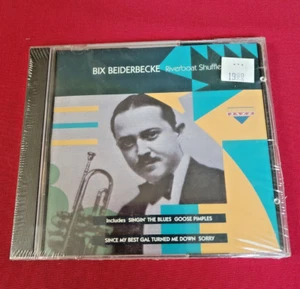 BIX BEIDERBECKE Riverboat Shuffle
includes SINGIN' THE BLUES GOOSE PIMPLES
SINCE MY BEST GAL TURNED ME DOWN SORRY